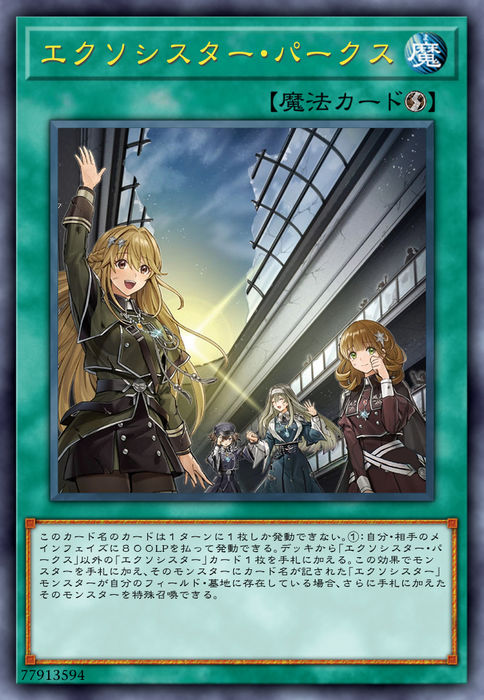 エクソシスター・パークス
魔
【魔法カード】
このカード名のカードは１ターンに１枚しか発動できない。①：自分・相手のメ
インフェイズに８００LPを払って発動できる。デッキから「エクソシスター・パ
ークス」以外の「エクソシスター」カード１枚を手札に加える。この効果でモン
スターを手札に加え、そのモンスターにカード名が記された「エクソシスター」
モンスターが自分のフィールド・墓地に存在している場合、さらに手札に加えた
そのモンスターを特殊召喚できる。
77913594